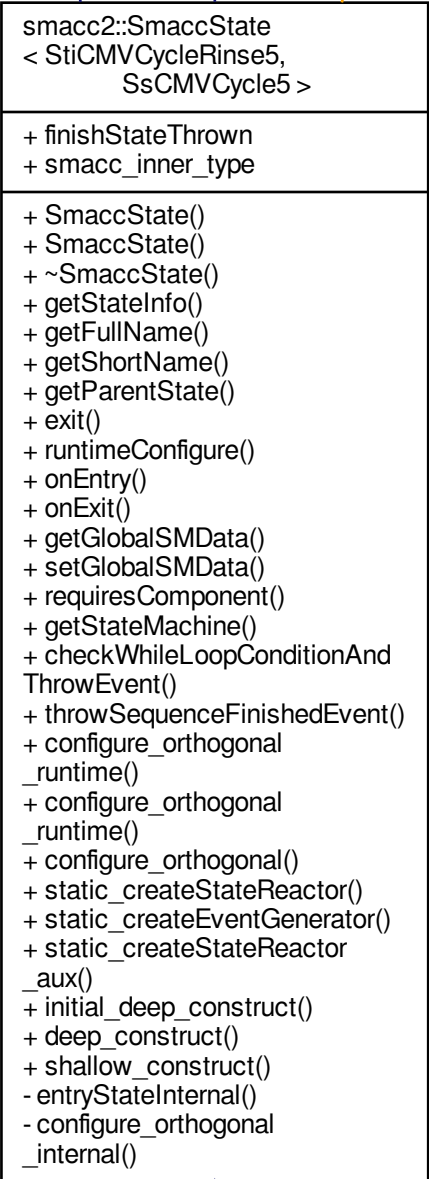 smacc2::SmaccState
< StiCMVCycleRinse5,
SsCMVCycle5 >
+ finishStateThrown
+ smacc_inner_type
+ SmaccState()
+ SmaccState()
+ ~SmaccState()
+ getStateInfo()
+ getFullName()
+ getShortName()
+ getParentState()
+ exit()
+ runtimeConfigure()
+ onEntry()
+ onExit()
+ getGlobalSMData()
+ setGlobalSMData()
+ requiresComponent()
+ getStateMachine()
+ checkWhileLoopConditionAnd
ThrowEvent()
+ throwSequenceFinishedEvent()
+ configure_orthogonal
_runtime()
+ configure_orthogonal
_runtime()
+ configure_orthogonal()
+ static_createStateReactor()
+ static_createEventGenerator()
+ static_createStateReactor
_aux()
+ initial_deep_construct()
+ deep_construct()
+ shallow_construct()
- entryStateInternal()
- configure_orthogonal
_internal()